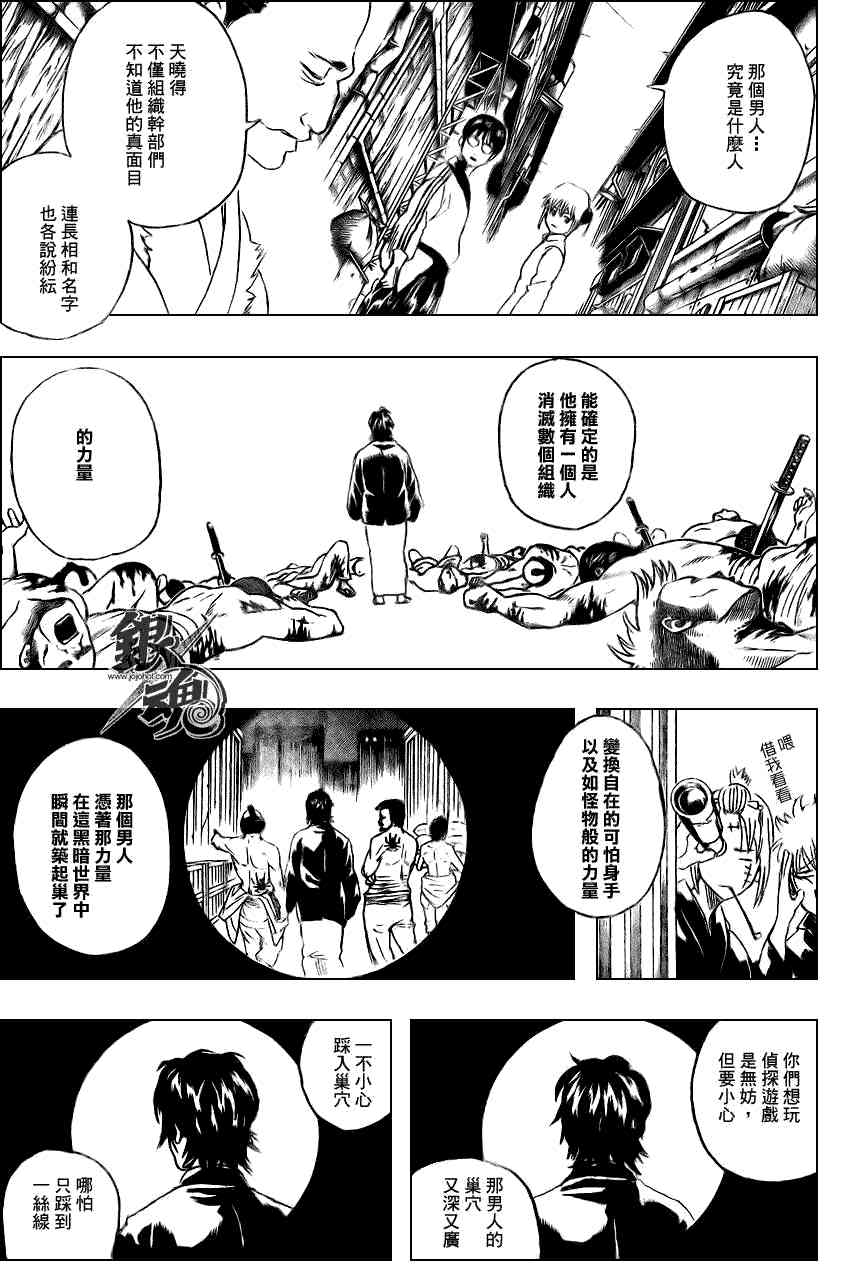 那個男人…
究竟是什麼人
天曉得
不僅組織幹部們
不知道他的真面目
連長相和名字
也各說紛紜
能確定的是
他擁有一個人
消滅數個組織
的力量
銀魂
www.jojohot.com
喂
借我看看
變換自在的可怕身手
以及如怪物般的力量
那個男人
憑著那力量
在這黑暗世界中
瞬間就築起巢了
你們想玩
偵探遊戲
是無妨，
但要小心
那男人的
巢穴
又深又廣
一不小心
踩入巢穴
哪怕
只踩到
一絲線